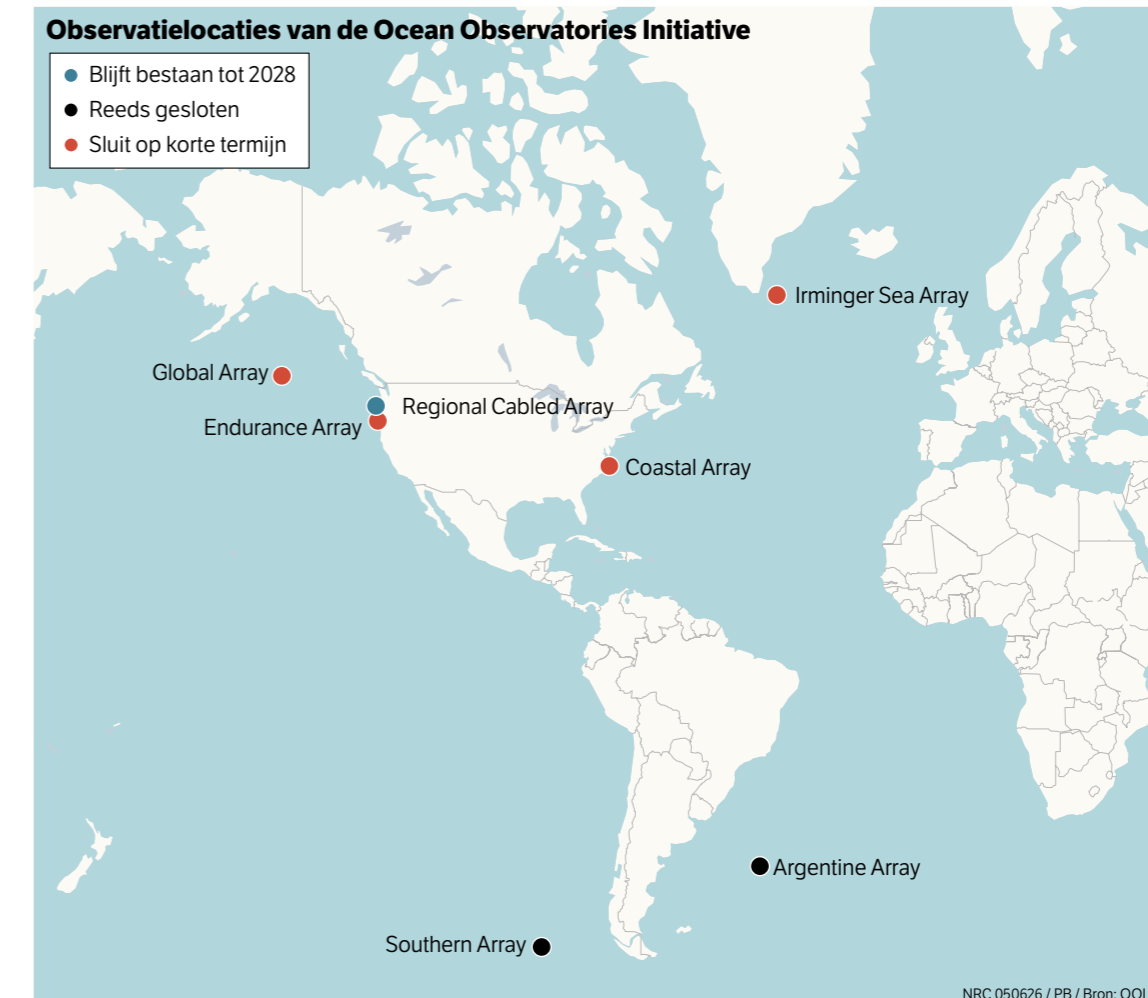 Observatielocaties van de Ocean Observatories Initiative
Blijft bestaan tot 2028
Reeds gesloten
Sluit op korte termijn
Irminger Sea Array
Global Array
Regional Cabled Array
Endurance Array
Coastal Array
Argentine Array
Southern Array
NRC 050626 / PB / Bron: OOI